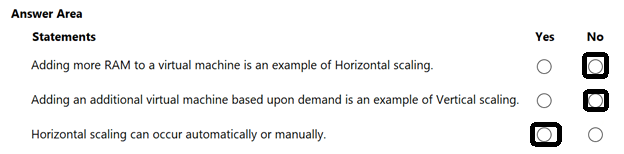 Answer Area
Statements Yes No
Adding more RAM to a virtual machine is an example of Horizontal scaling.
Adding an additional virtual machine based upon demand is an example of Vertical scaling.
Horizontal scaling can occur automatically or manually.